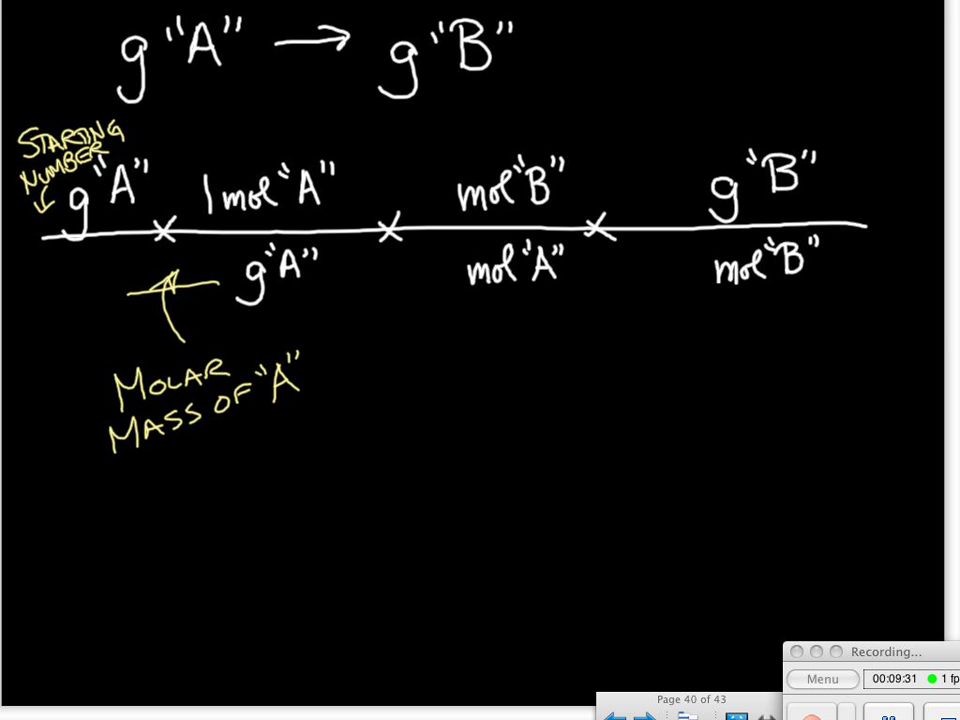 g "A" → g "B"
STARTING
NUMBER
g "A" × 1 mol "A" × mol "B" × g "B"
g "A" mol "A" mol "B"
MOLAR
MASS OF "A"
Recording...
Menu
00:09:31
1 fp
Page 40 of 43